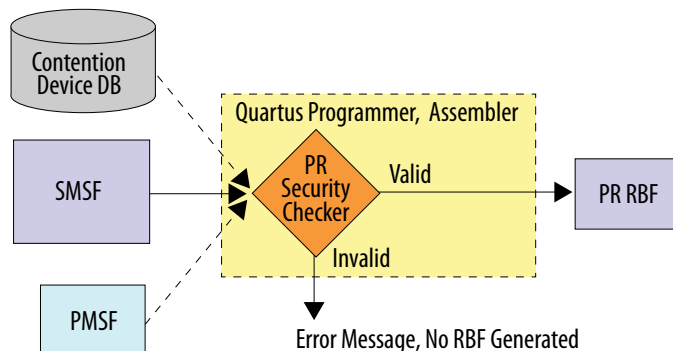 Contention
Device DB
Quartus Programmer, Assembler
SMSF
PR
Security
Checker
Valid
PR RBF
Invalid
PMSF
Error Message, No RBF Generated